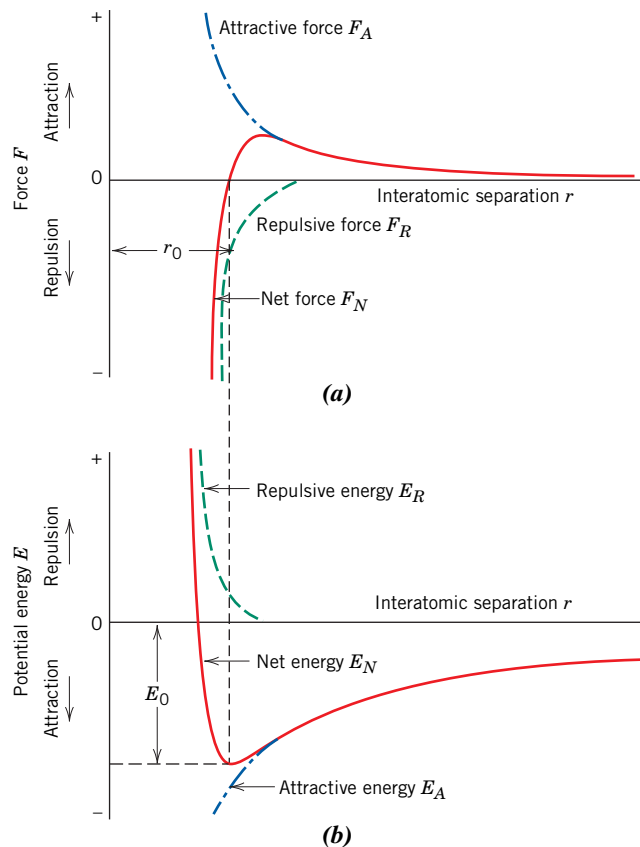 +
Attractive force F_A
Attraction
Force F
0
Interatomic separation r
Repulsive force F_R
Repulsion
r_0
Net force F_N
−
(a)
+
Repulsive energy E_R
Repulsion
Potential energy E
Interatomic separation r
0
Net energy E_N
Attraction
E_0
Attractive energy E_A
−
(b)